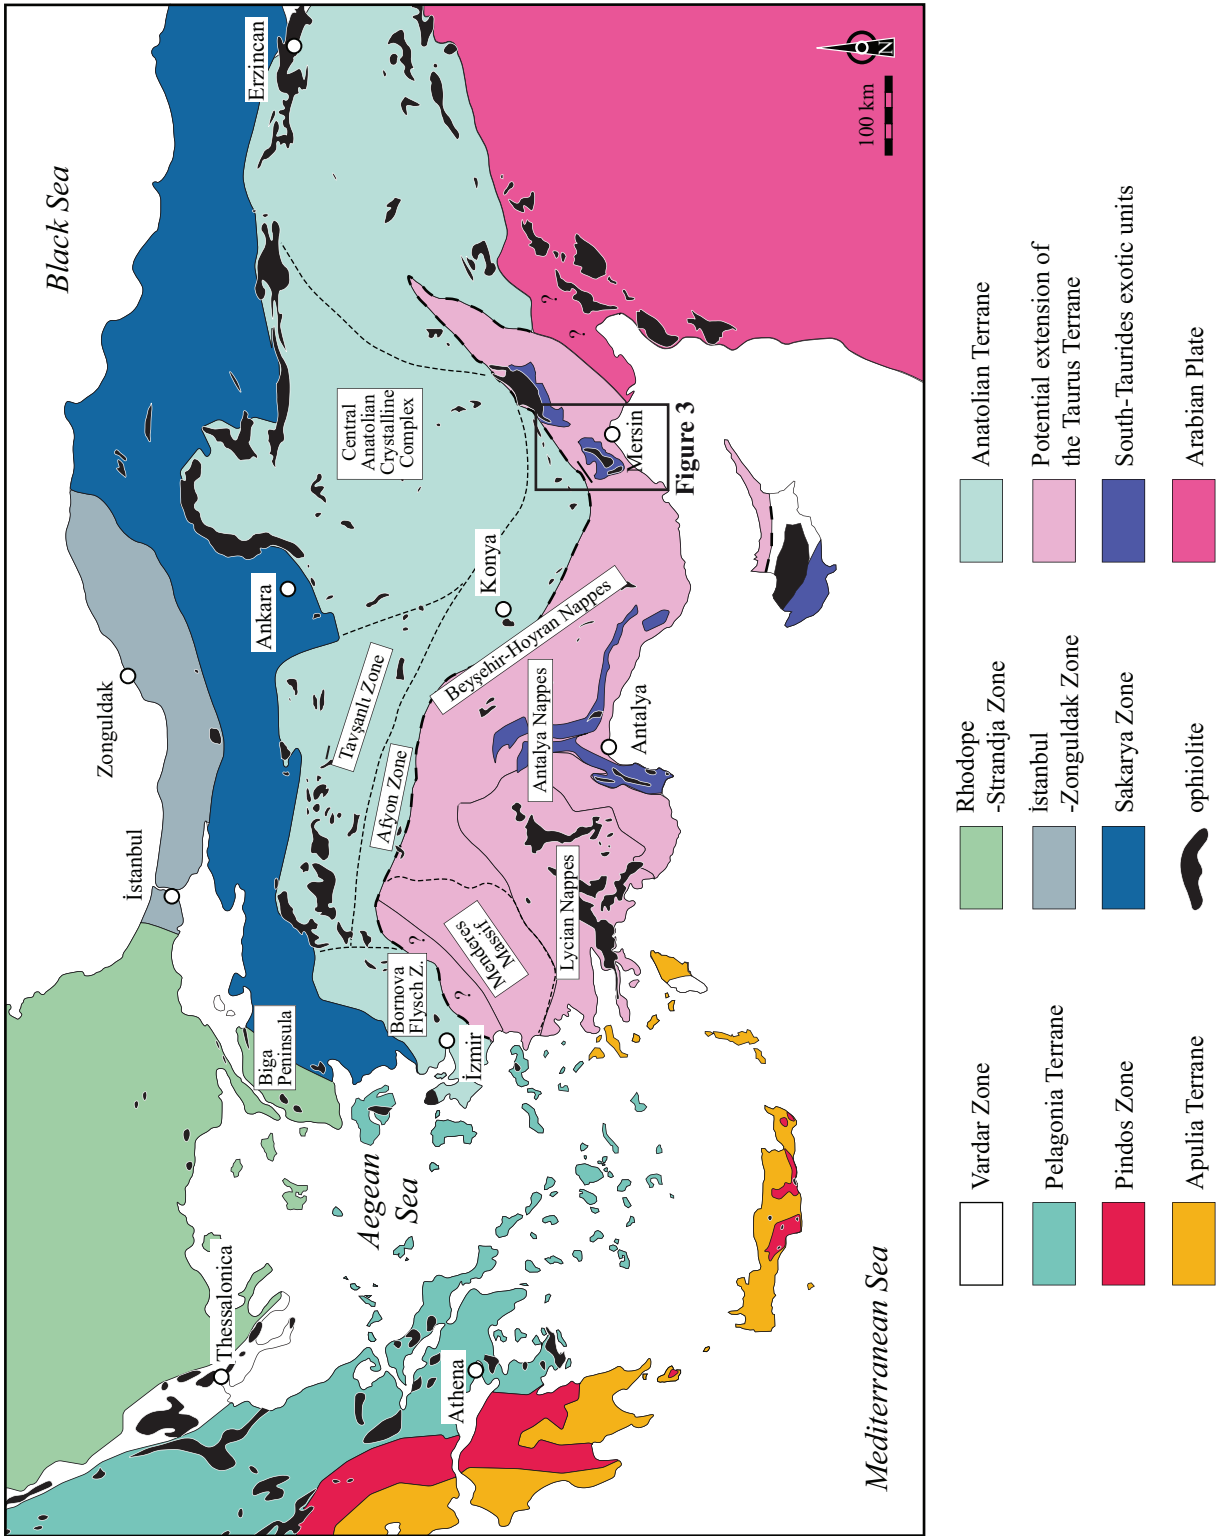 Black Sea
Erzincan
N
100 km
İstanbul
Zonguldak
Ankara
Central
Anatolian
Crystalline
Complex
Thessalonica
Biga
Peninsula
Aegean
Sea
Bornova
Flysch Z.
İzmir
?
?
Menderes
Massif
Afyon Zone
Tavşanlı Zone
Konya
Beyşehir-Hoyran Nappes
Lycian Nappes
Antalya Nappes
Antalya
Mersin
Figure 3
?
?
Athena
Mediterranean Sea
Vardar Zone
Pelagonia Terrane
Pindos Zone
Apulia Terrane
Rhodope
-Strandja Zone
İstanbul
-Zonguldak Zone
Sakarya Zone
ophiolite
Anatolian Terrane
Potential extension of
the Taurus Terrane
South-Taurides exotic units
Arabian Plate